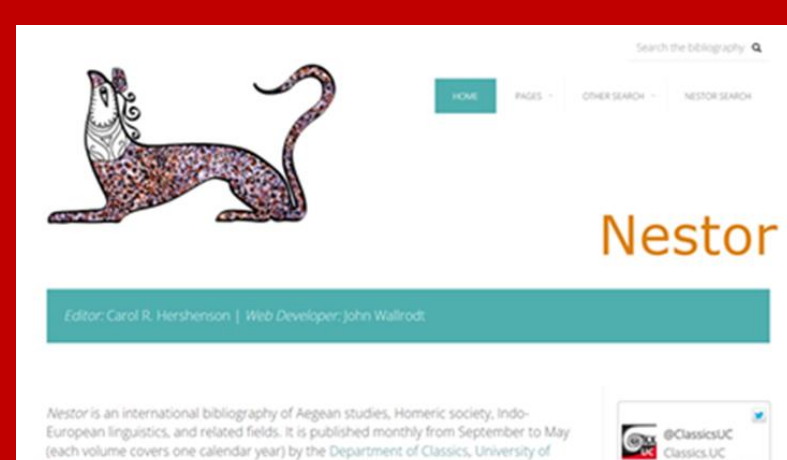 Search the bibliography
HOME PAGES OTHER SEARCH NESTOR SEARCH
Nestor
Editor: Carol R. Hershenson | Web Developer: John Wallrodt
Nestor is an international bibliography of Aegean studies, Homeric society, Indo-
European linguistics, and related fields. It is published monthly from September to May
(each volume covers one calendar year) by the Department of Classics, University of
@ClassicsUC
Classics.UC